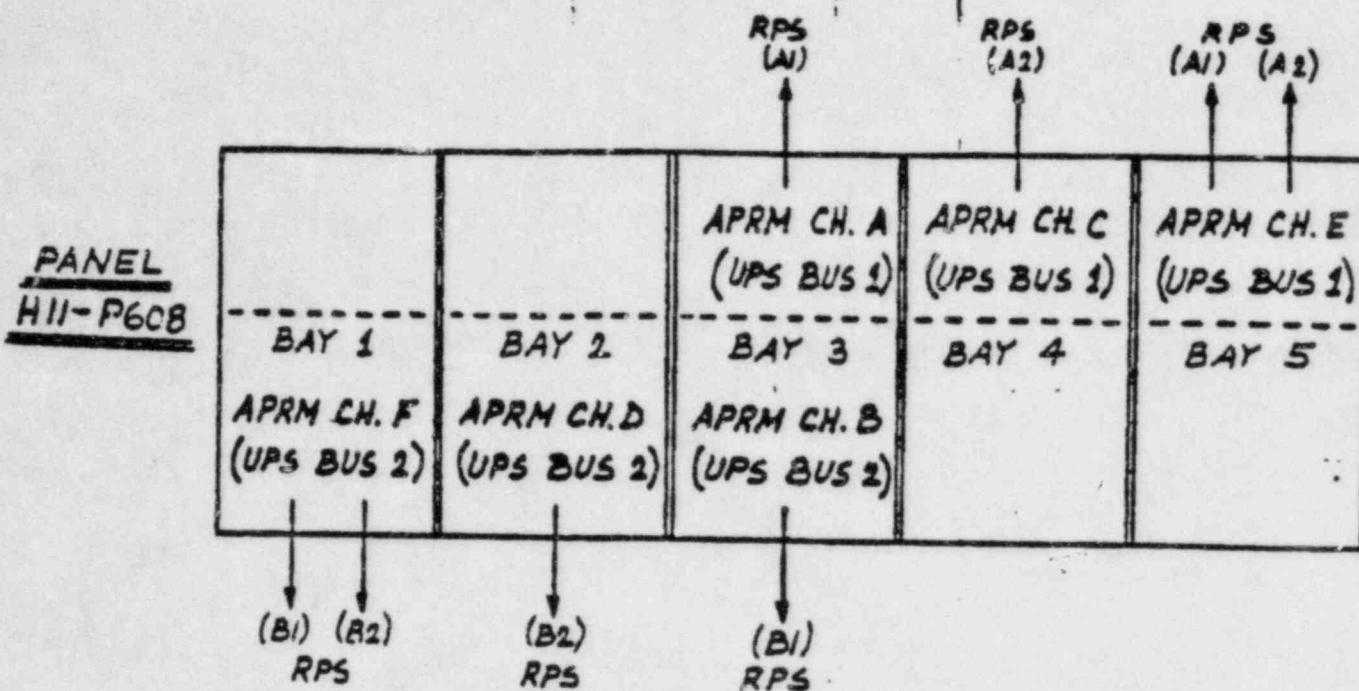 RPS
(A1)
RPS
(A2)
RPS
(A1) (A2)
PANEL
H11-P608
APRM CH. A
(UPS BUS 1)
APRM CH. C
(UPS BUS 1)
APRM CH. E
(UPS BUS 1)
BAY 1
BAY 2
BAY 3
BAY 4
BAY 5
APRM CH. F
(UPS BUS 2)
APRM CH. D
(UPS BUS 2)
APRM CH. B
(UPS BUS 2)
(B1) (B2)
RPS
(B2)
RPS
(B1)
RPS